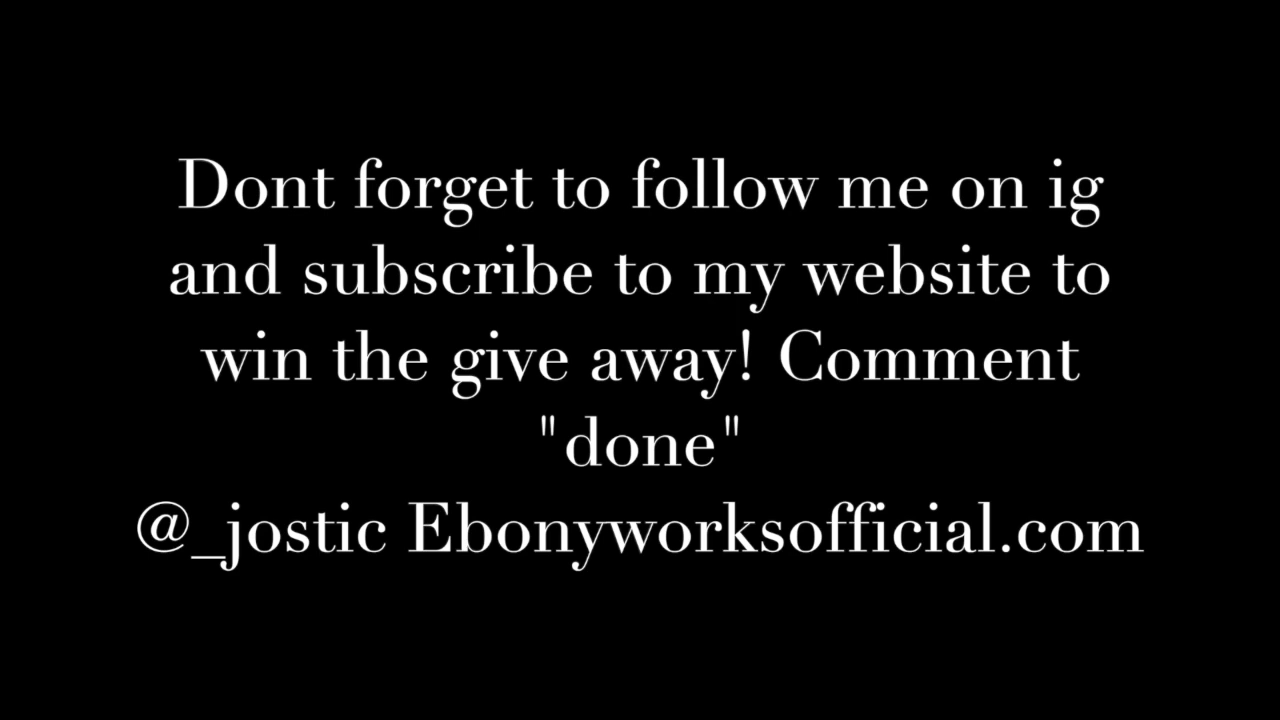 Dont forget to follow me on ig
and subscribe to my website to
win the give away! Comment
"done"
@_jostic Ebonyworksofficial.com